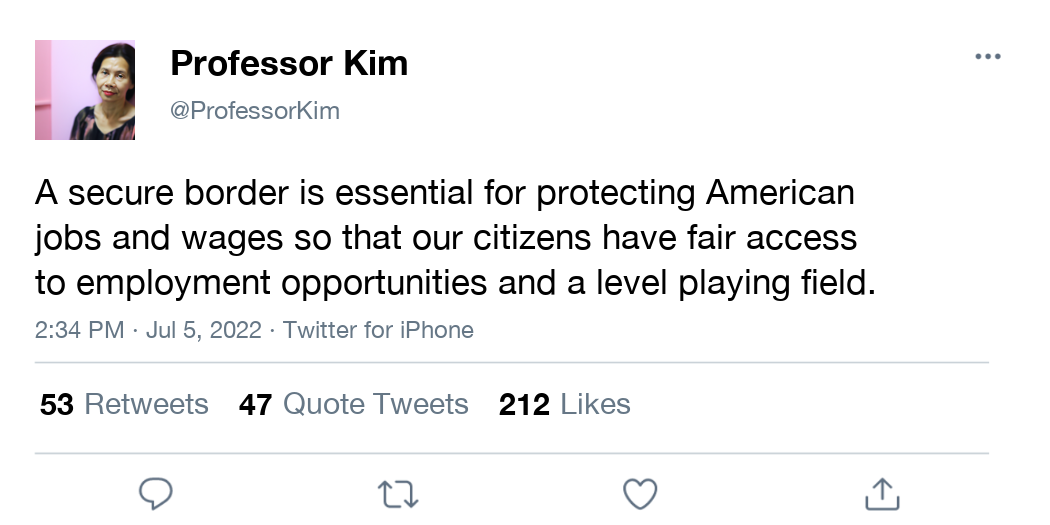 Professor Kim
@ProfessorKim
A secure border is essential for protecting American
jobs and wages so that our citizens have fair access
to employment opportunities and a level playing field.
2:34 PM · Jul 5, 2022 · Twitter for iPhone
53 Retweets 47 Quote Tweets 212 Likes